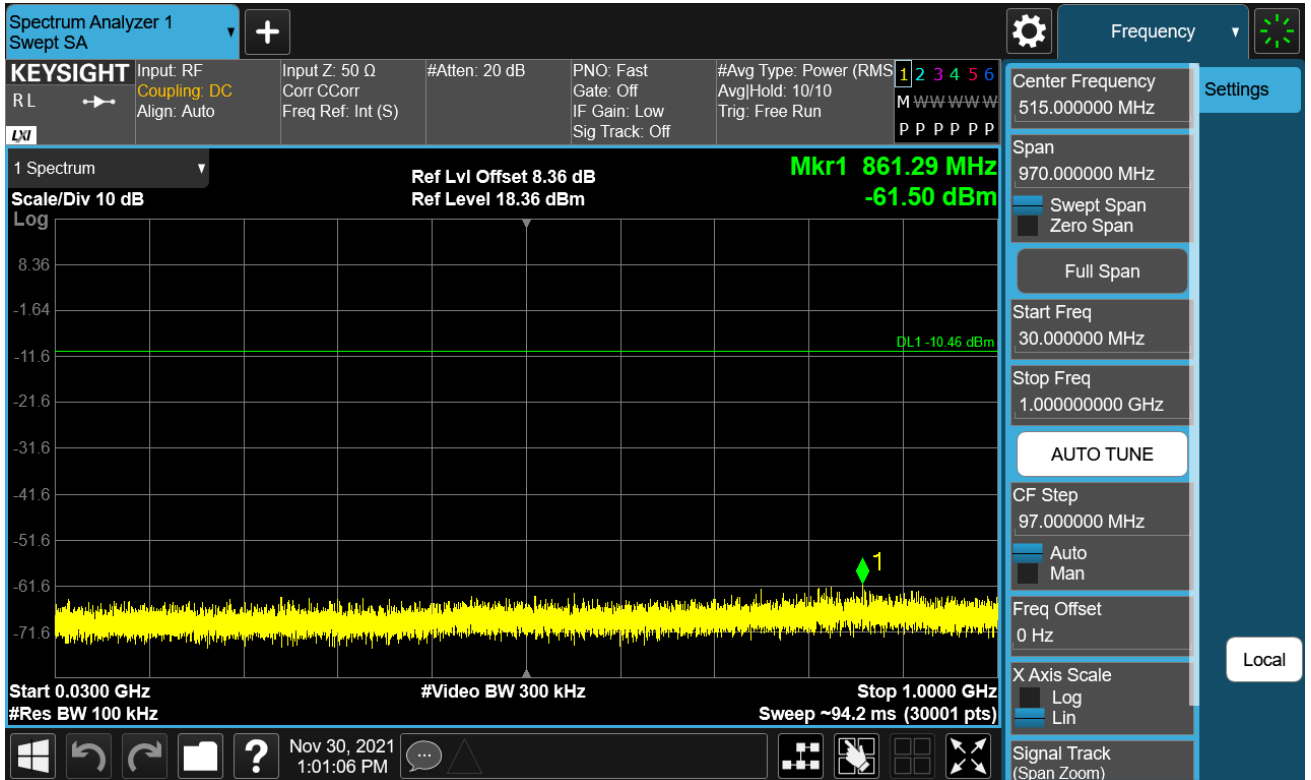 Spectrum Analyzer 1
Swept SA
Frequency
KEYSIGHT
R L
LXI
Input: RF
Coupling: DC
Align: Auto
Input Z: 50 Ω
Corr CCorr
Freq Ref: Int (S)
#Atten: 20 dB
PNO: Fast
Gate: Off
IF Gain: Low
Sig Track: Off
#Avg Type: Power (RMS
Avg|Hold: 10/10
Trig: Free Run
1 2 3 4 5 6
M W W W W W
P P P P P P
1 Spectrum
Scale/Div 10 dB
Log
Ref Lvl Offset 8.36 dB
Ref Level 18.36 dBm
Mkr1 861.29 MHz
-61.50 dBm
8.36
-1.64
DL1 -10.46 dBm
-11.6
-21.6
-31.6
-41.6
-51.6
1
-61.6
-71.6
Start 0.0300 GHz
#Res BW 100 kHz
#Video BW 300 kHz
Stop 1.0000 GHz
Sweep ~94.2 ms (30001 pts)
Center Frequency
515.000000 MHz
Span
970.000000 MHz
Swept Span
Zero Span
Full Span
Start Freq
30.000000 MHz
Stop Freq
1.000000000 GHz
AUTO TUNE
CF Step
97.000000 MHz
Auto
Man
Freq Offset
0 Hz
X Axis Scale
Log
Lin
Signal Track
(Span Zoom)
Settings
Local
?
Nov 30, 2021
1:01:06 PM